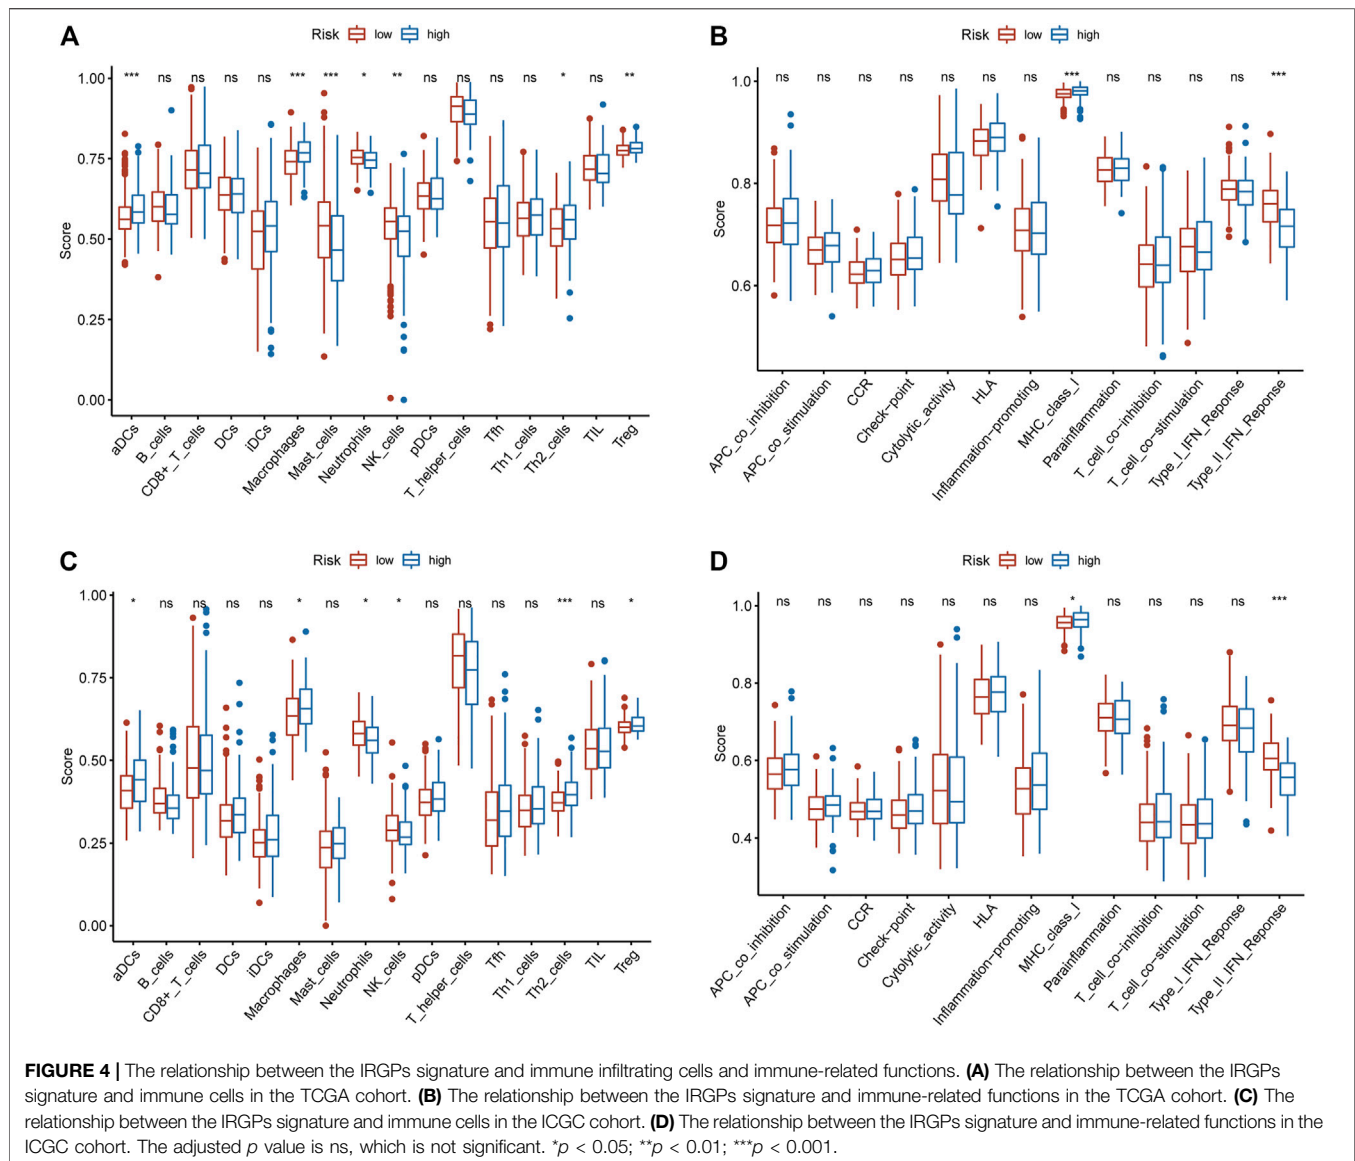 A
Risk low high
*** ns ns ns ns *** *** * ** ns ns ns ns * ns **
1.00
0.75
0.50
0.25
0.00
Score
aDCs
B_cells
CD8+_T_cells
DCs
iDCs
Macrophages
Mast_cells
Neutrophils
NK_cells
pDCs
T_helper_cells
Tfh
Th1_cells
Th2_cells
TIL
Treg
B
Risk low high
ns ns ns ns ns ns ns *** ns ns ns ns ***
1.0
0.8
0.6
Score
APC_co_inhibition
APC_co_stimulation
CCR
Check-point
Cytolytic_activity
HLA
Inflammation-promoting
MHC_class_I
Parainflammation
T_cell_co-inhibition
T_cell_co-stimulation
Type_I_IFN_Reponse
Type_II_IFN_Reponse
C
Risk low high
* ns ns ns ns * ns * * ns ns ns ns *** ns *
1.00
0.75
0.50
0.25
0.00
Score
aDCs
B_cells
CD8+_T_cells
DCs
iDCs
Macrophages
Mast_cells
Neutrophils
NK_cells
pDCs
T_helper_cells
Tfh
Th1_cells
Th2_cells
TIL
Treg
D
Risk low high
ns ns ns ns ns ns ns * ns ns ns ns ***
1.0
0.8
0.6
0.4
Score
APC_co_inhibition
APC_co_stimulation
CCR
Check-point
Cytolytic_activity
HLA
Inflammation-promoting
MHC_class_I
Parainflammation
T_cell_co-inhibition
T_cell_co-stimulation
Type_I_IFN_Reponse
Type_II_IFN_Reponse
FIGURE 4 | The relationship between the IRGPs signature and immune infiltrating cells and immune-related functions. (A) The relationship between the IRGPs
signature and immune cells in the TCGA cohort. (B) The relationship between the IRGPs signature and immune-related functions in the TCGA cohort. (C) The
relationship between the IRGPs signature and immune cells in the ICGC cohort. (D) The relationship between the IRGPs signature and immune-related functions in the
ICGC cohort. The adjusted p value is ns, which is not significant. *p < 0.05; **p < 0.01; ***p < 0.001.